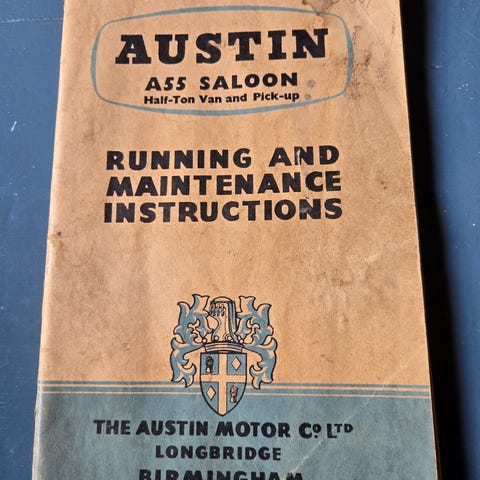 AUSTIN
A55 SALOON
Half-Ton Van and Pick-up
RUNNING AND
MAINTENANCE
INSTRUCTIONS
THE AUSTIN MOTOR CO LTD
LONGBRIDGE
BIRMINGHAM